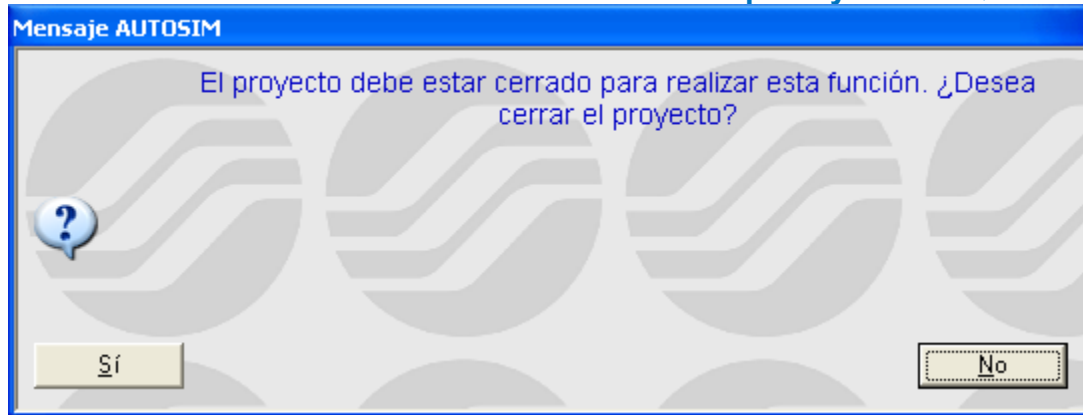 Mensaje AUTOSIM
El proyecto debe estar cerrado para realizar esta función. ¿Desea
cerrar el proyecto?
?
Sí
No